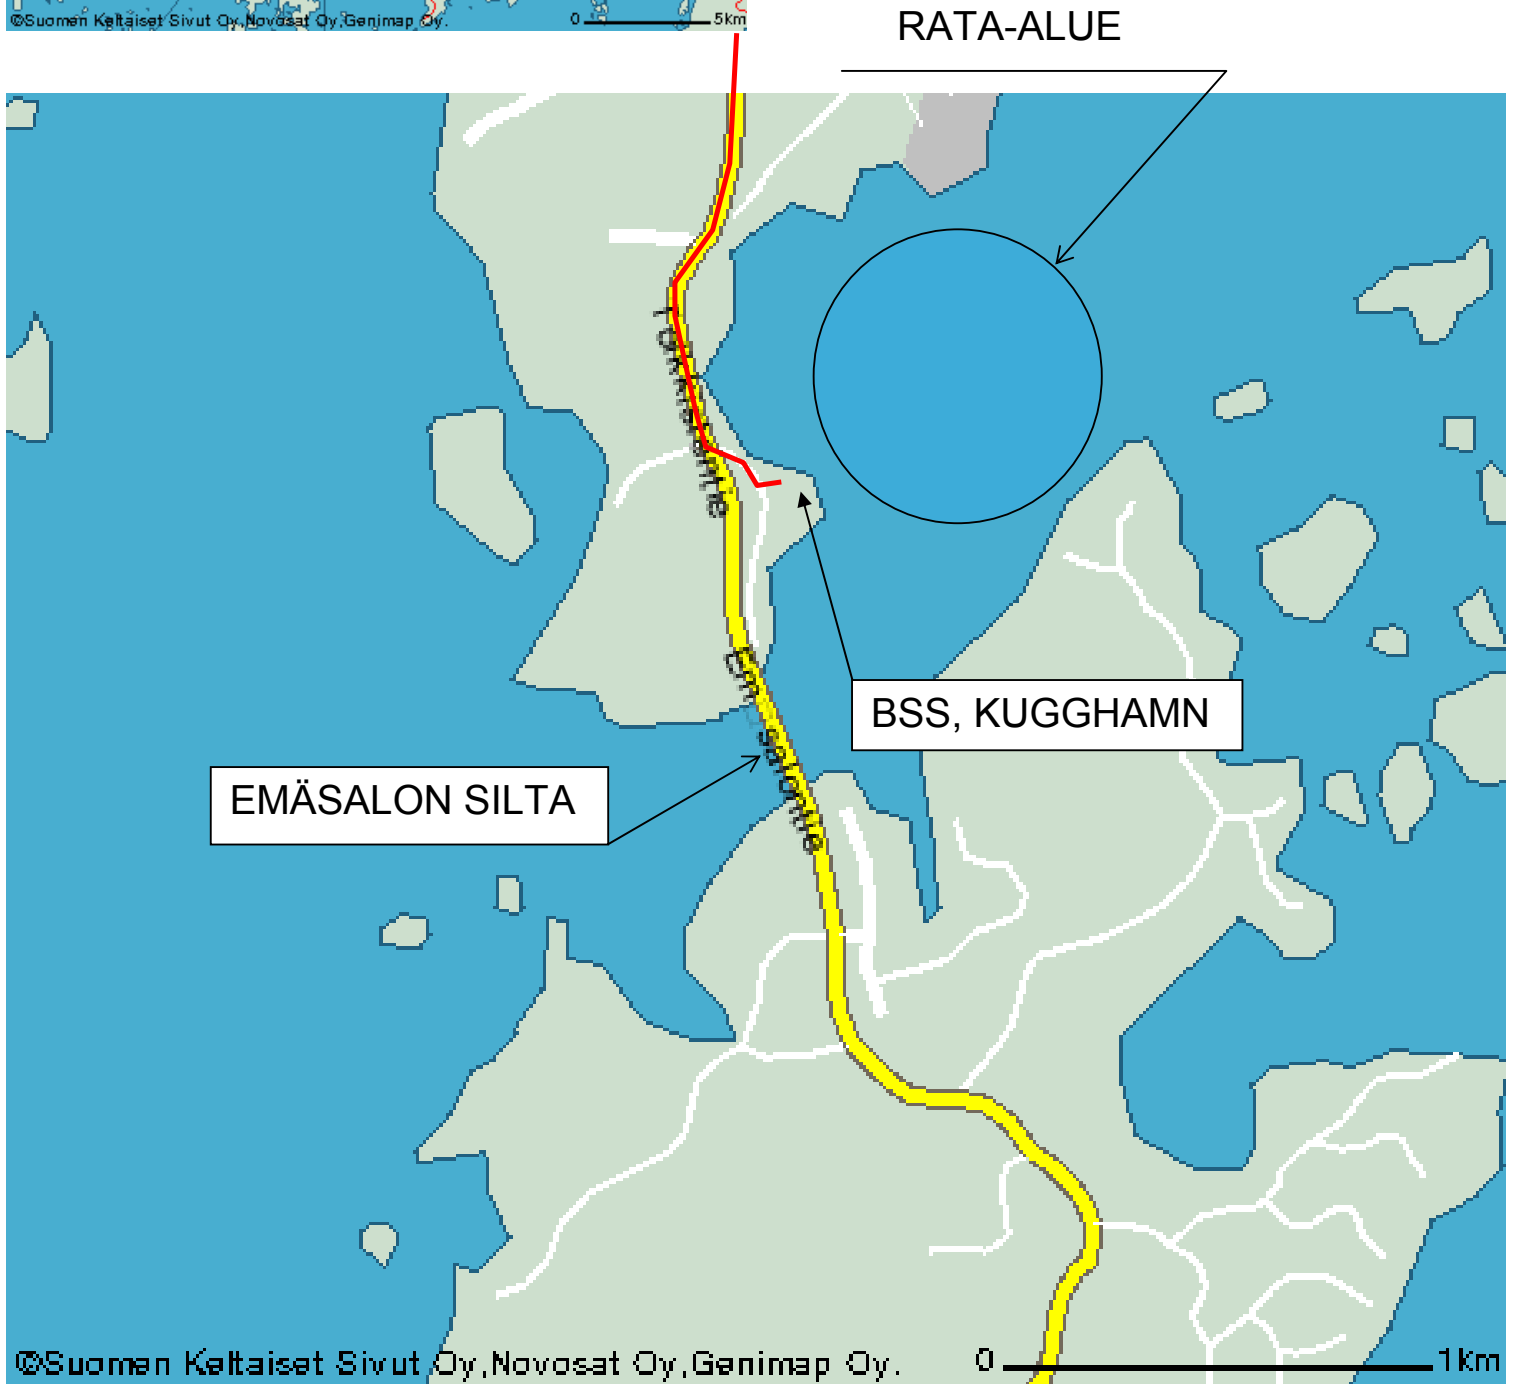 ©Suomen Keltaiset Sivut Oy,Novosat Oy,Genimap Oy.
0 5km
RATA-ALUE
BSS, KUGGHAMN
EMÄSALON SILTA
Emäsalontie
©Suomen Keltaiset Sivut Oy,Novosat Oy,Genimap Oy.
0 1km